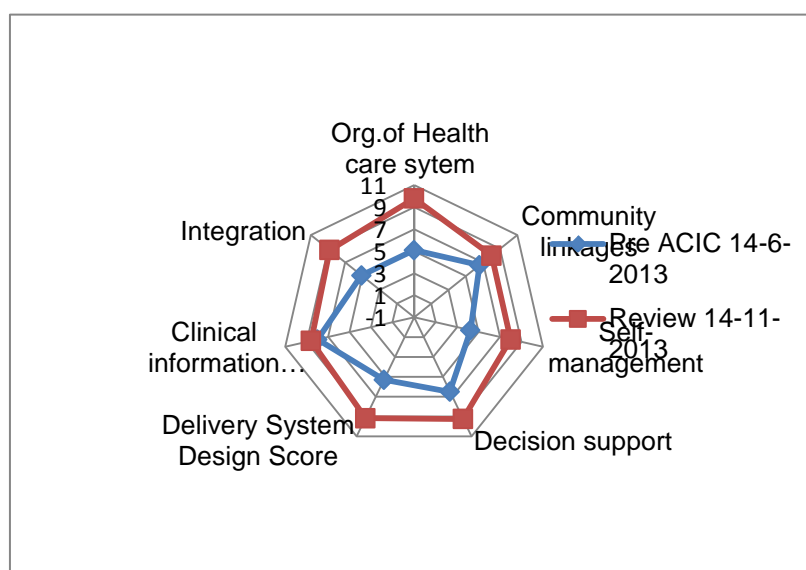 Org.of Health
care sytem
11
9
7
5
3
1
-1
Community
linkages
Self-
management
Decision support
Delivery System
Design Score
Clinical
information…
Integration
Pre ACIC 14-6-
2013
Review 14-11-
2013